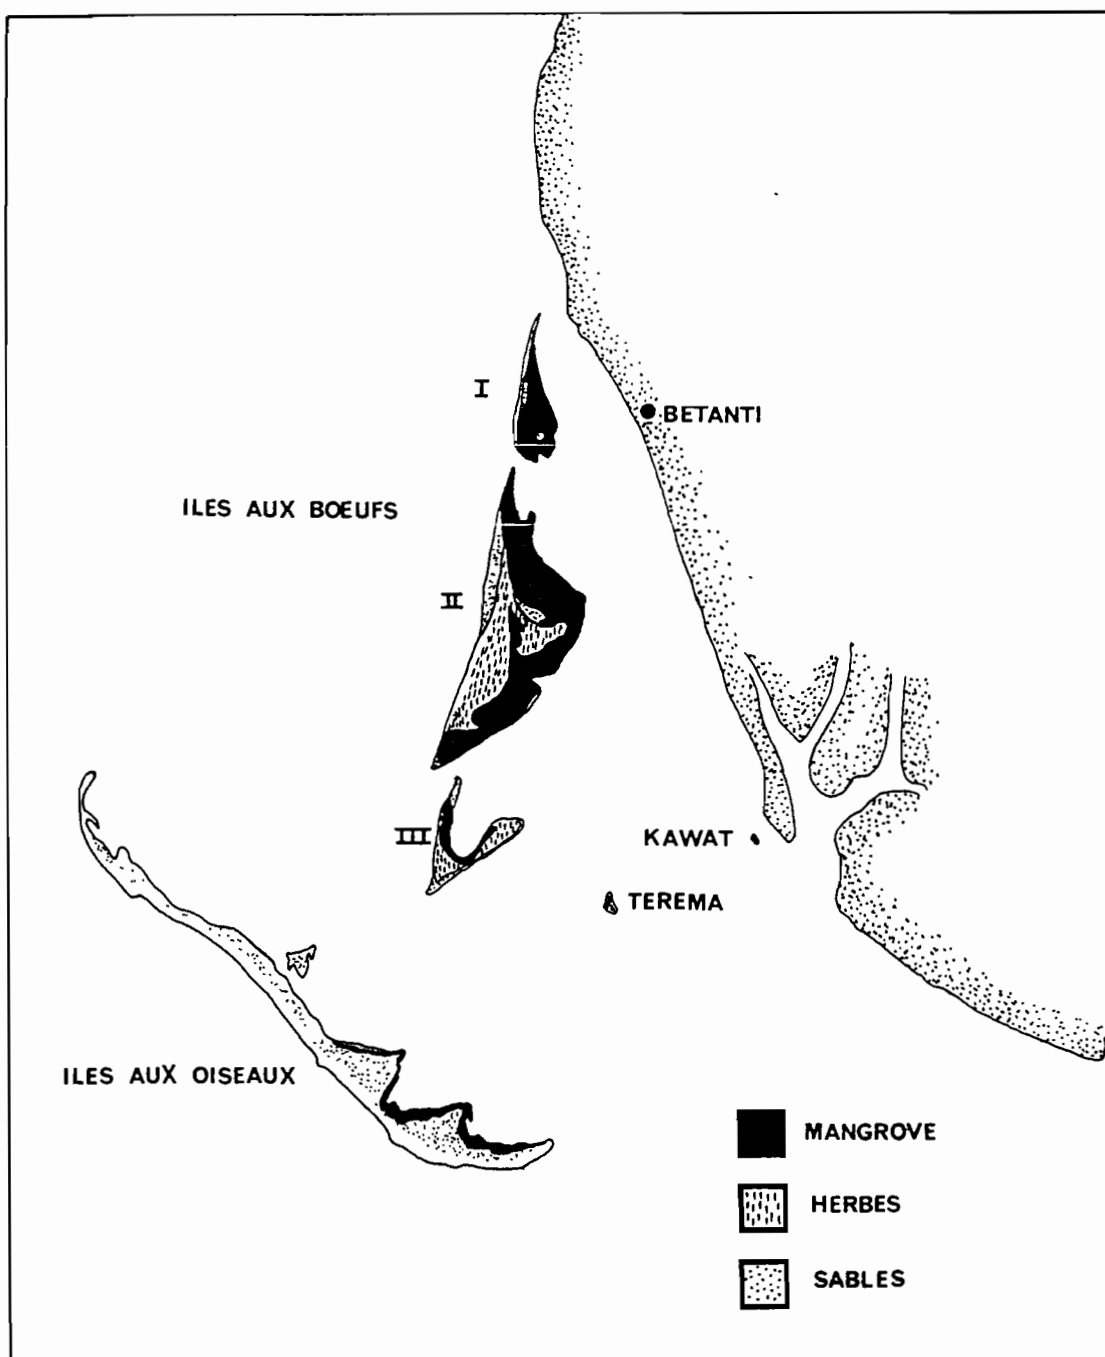 I
BETANTI
ILES AUX BOEUFS
II
III
KAWAT
TEREMA
ILES AUX OISEAUX
MANGROVE
HERBES
SABLES